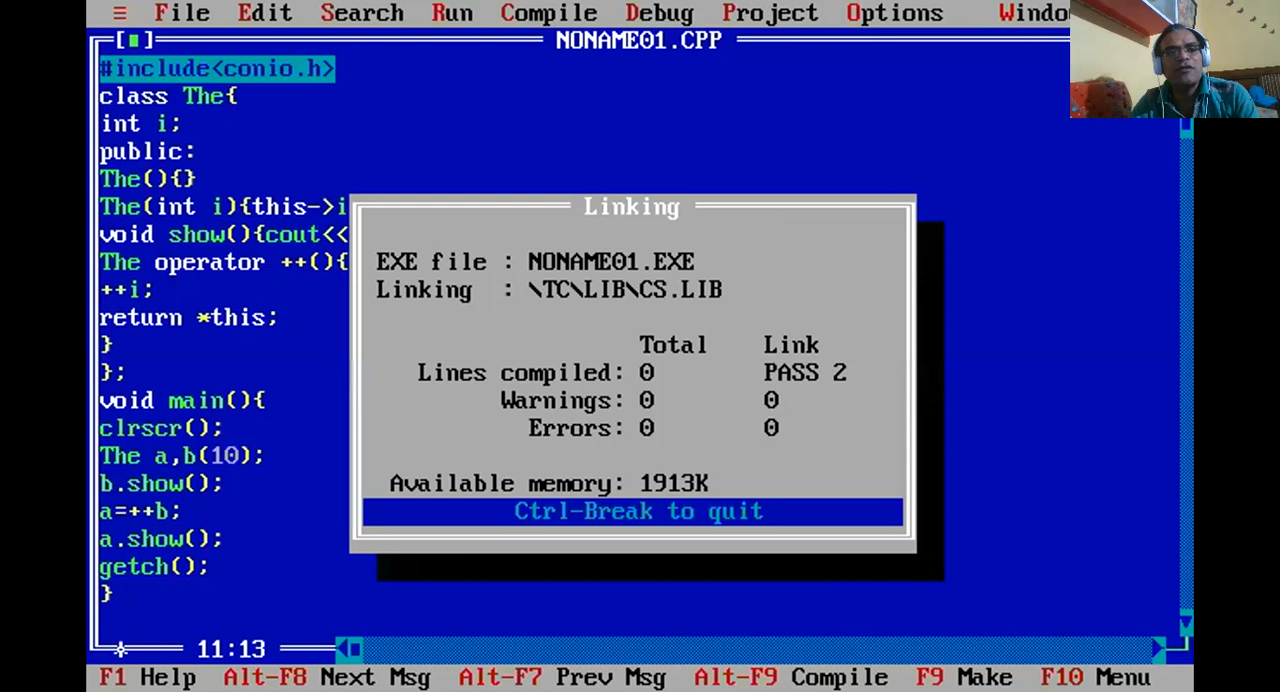 ≡ File Edit Search Run Compile Debug Project Options Windo
[■] NONAME01.CPP
#include<conio.h>
class The{
int i;
public:
The(){}
The(int i){this->i
void show(){cout<<
The operator ++(){
++i;
return *this;
}
};
void main(){
clrscr();
The a,b(10);
b.show();
a=++b;
a.show();
getch();
}
Linking
EXE file : NONAME01.EXE
Linking : \TC\LIB\CS.LIB
Total Link
Lines compiled: 0 PASS 2
Warnings: 0 0
Errors: 0 0
Available memory: 1913K
Ctrl-Break to quit
11:13
F1 Help Alt-F8 Next Msg Alt-F7 Prev Msg Alt-F9 Compile F9 Make F10 Menu